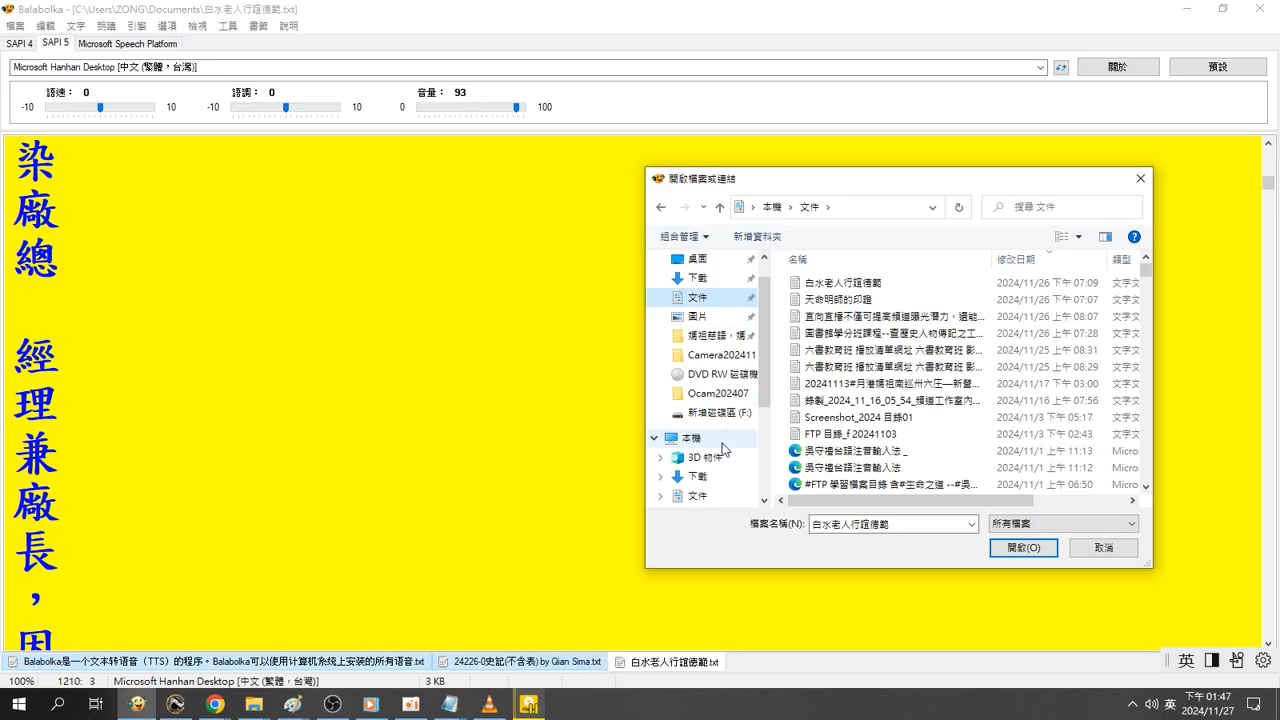 Balabolka - [C:\Users\ZONG\Documents\白水老人行誼德範.txt]
檔案 編輯 文字 朗讀 引擎 選項 檢視 工具 書籤 說明
SAPI 4 SAPI 5 Microsoft Speech Platform
Microsoft Hanhan Desktop [中文 (繁體，台灣)] 關於 預設
語速： 0 語調： 0 音量： 93
-10 10 -10 10 0 100
染
廠
總
經
理
兼
廠
長
，
因
開啟檔案或連結
本機 文件 搜尋 文件
組合管理 新增資料夾
桌面
下載
文件
圖片
媽祖慈語，媽
Camera202411
DVD RW 磁碟機
Ocam202407
新增磁碟區 (F:)
本機
3D 物件
下載
文件
名稱 修改日期 類型
白水老人行誼德範 2024/11/26 下午 07:09 文字文
天命明師的印證 2024/11/26 下午 07:07 文字文
直向直播不僅可提高頻道曝光潛力，還能... 2024/11/26 上午 08:07 文字文
圖書館學分班課程--查歷史人物傳記之工... 2024/11/26 上午 07:28 文字文
六書教育班 播放清單網址 六書教育班 影... 2024/11/25 上午 08:31 文字文
六書教育班 播放清單網址 六書教育班 影... 2024/11/25 上午 08:29 文字文
20241113#月港媽祖南巡卅六庄—新營... 2024/11/17 上午 03:00 文字文
錄製_2024_11_16_05_54_頻道工作室內... 2024/11/16 上午 07:56 文字文
Screenshot_2024 目錄01 2024/11/3 下午 05:17 文字文
FTP 目錄_f 20241103 2024/11/3 下午 02:43 文字文
吳守禮台語注音輸入法 _ 2024/11/1 上午 11:13 Micro
吳守禮台語注音輸入法 2024/11/1 上午 11:12 Micro
#FTP 學習檔案目錄 含#生命之道 --#吳... 2024/11/1 上午 06:50 Micro
檔案名稱(N): 白水老人行誼德範 所有檔案
開啟(O) 取消
Balabolka是一个文本转语音（TTS）的程序。Balabolka可以使用计算机系统上安装的所有语音.txt 24226-0史記(不含表) by Qian Sima.txt 白水老人行誼德範.txt
英
100% 1210: 3 Microsoft Hanhan Desktop [中文 (繁體，台灣)] 3 KB
英 下午 01:47
2024/11/27